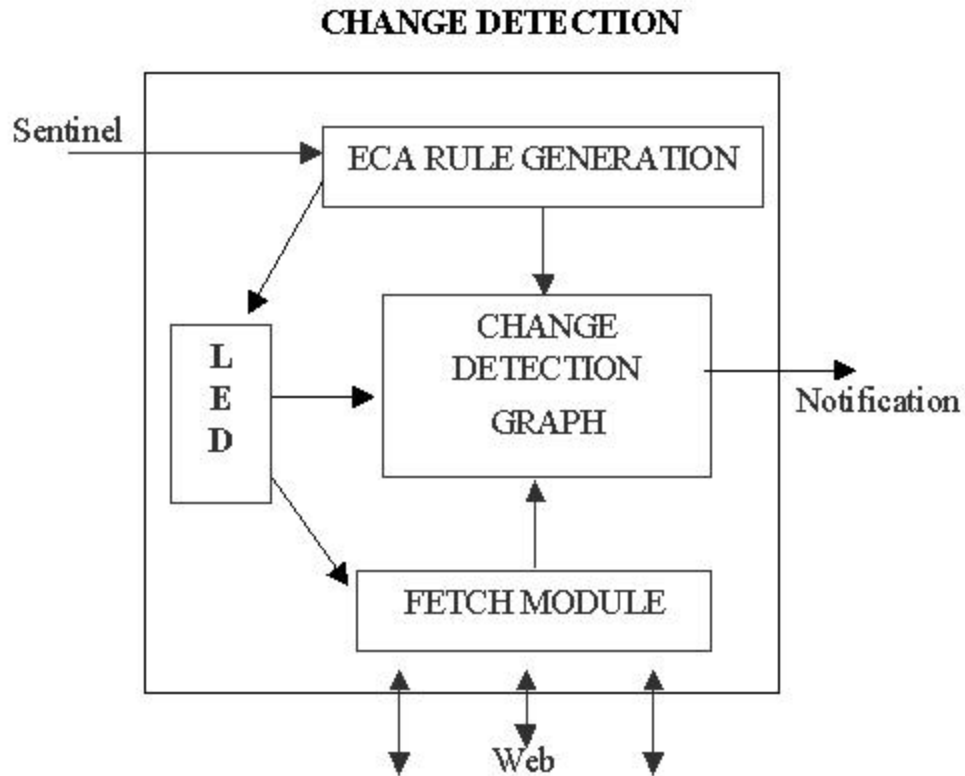 CHANGE DETECTION
Sentinel
ECA RULE GENERATION
CHANGE
DETECTION
GRAPH
L
E
D
Notification
FETCH MODULE
Web